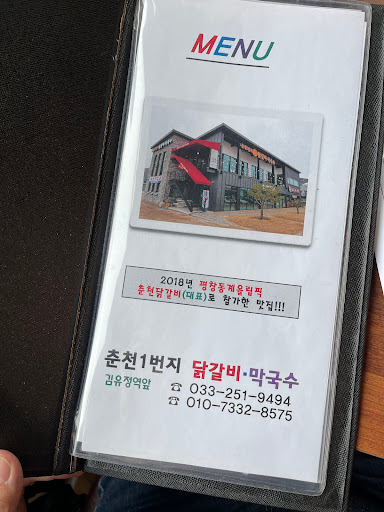 MENU
2018년 평창동계올림픽
춘천닭갈비(대표)로 참가한 맛집!!!
춘천1번지 닭갈비·막국수
김유정역앞 ☎ 033-251-9494
☎ 010-7332-8575